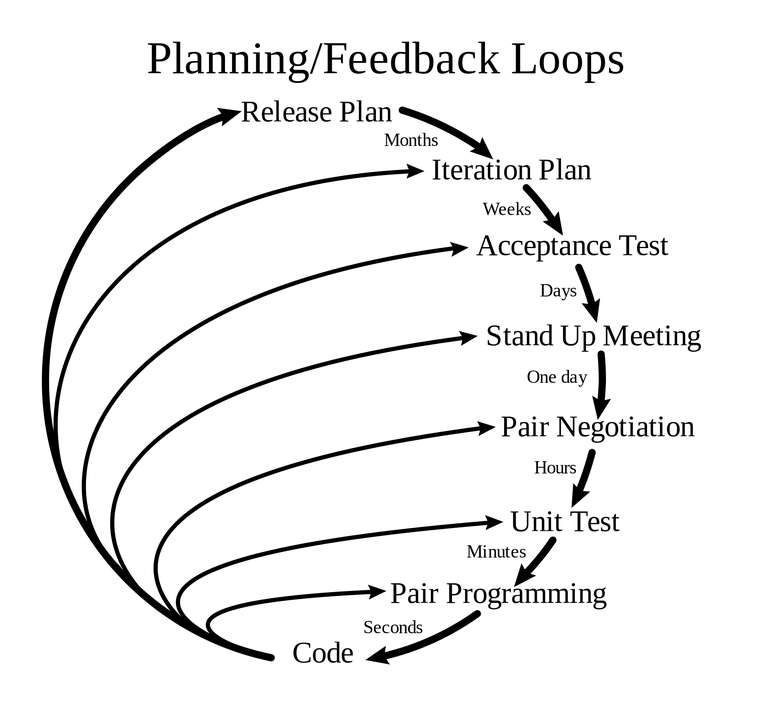 Planning/Feedback Loops
Release Plan
Months
Iteration Plan
Weeks
Acceptance Test
Days
Stand Up Meeting
One day
Pair Negotiation
Hours
Unit Test
Minutes
Pair Programming
Seconds
Code